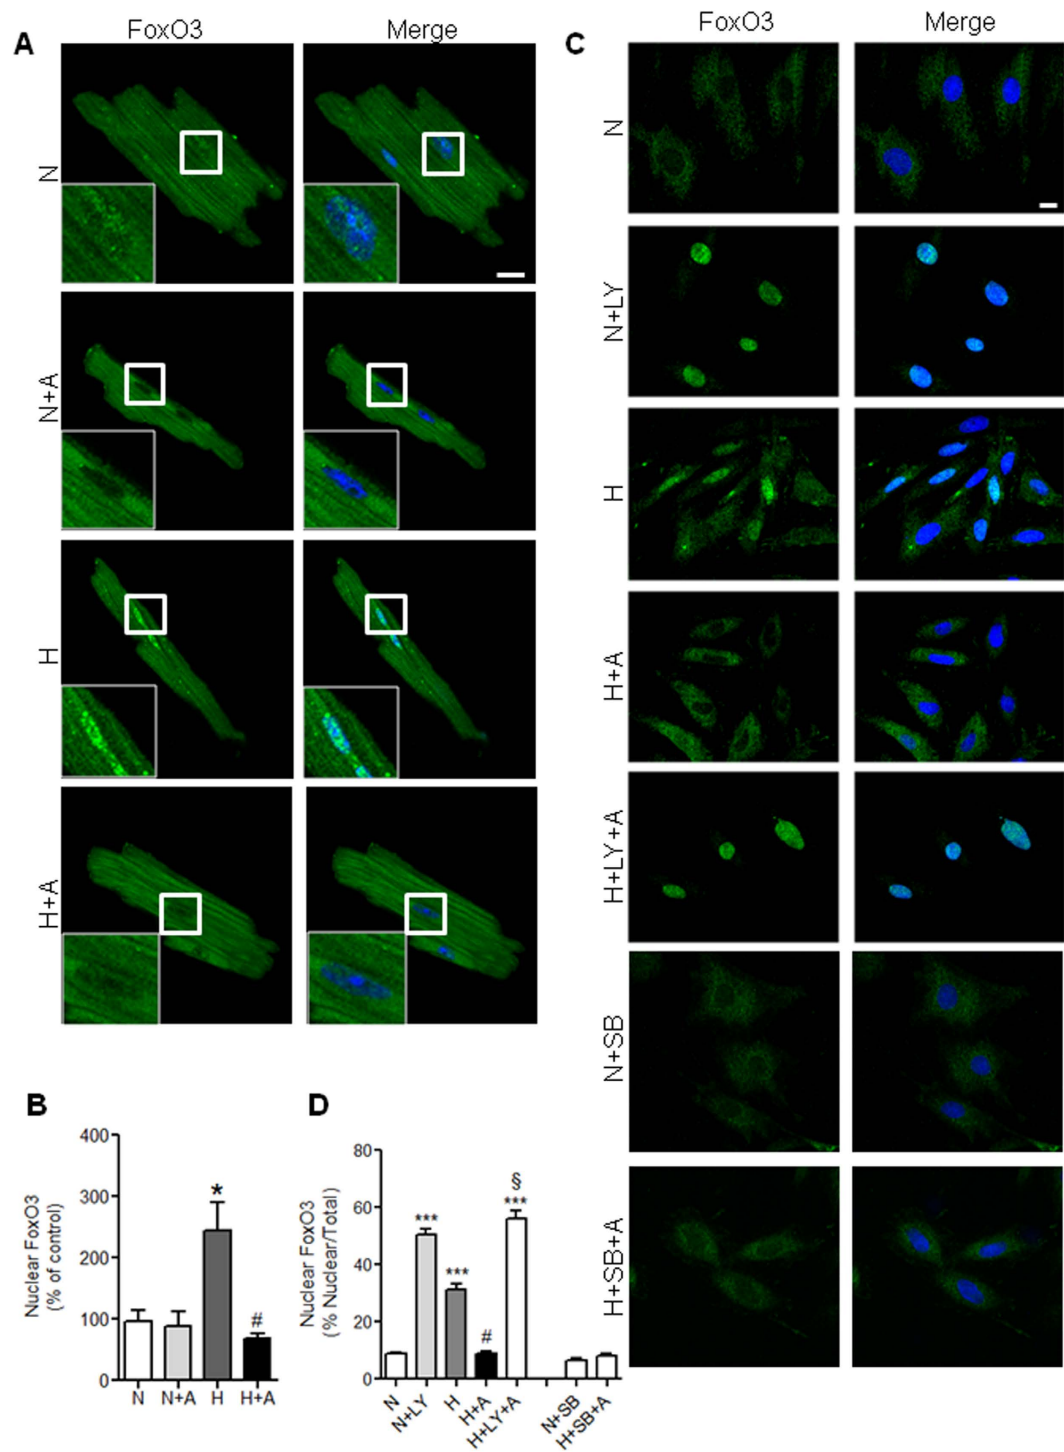 A
FoxO3 Merge
N
N+A
H
H+A
C
FoxO3 Merge
N
N+LY
H
H+A
H+LY+A
N+SB
H+SB+A
B
Nuclear FoxO3
(% of control)
400
300
200
100
0
*
#
N N+A H H+A
D
Nuclear FoxO3
(% Nuclear/Total)
80
60
40
20
0
***
***
#
§
***
N N+LY H H+A H+LY+A N+SB H+SB+A